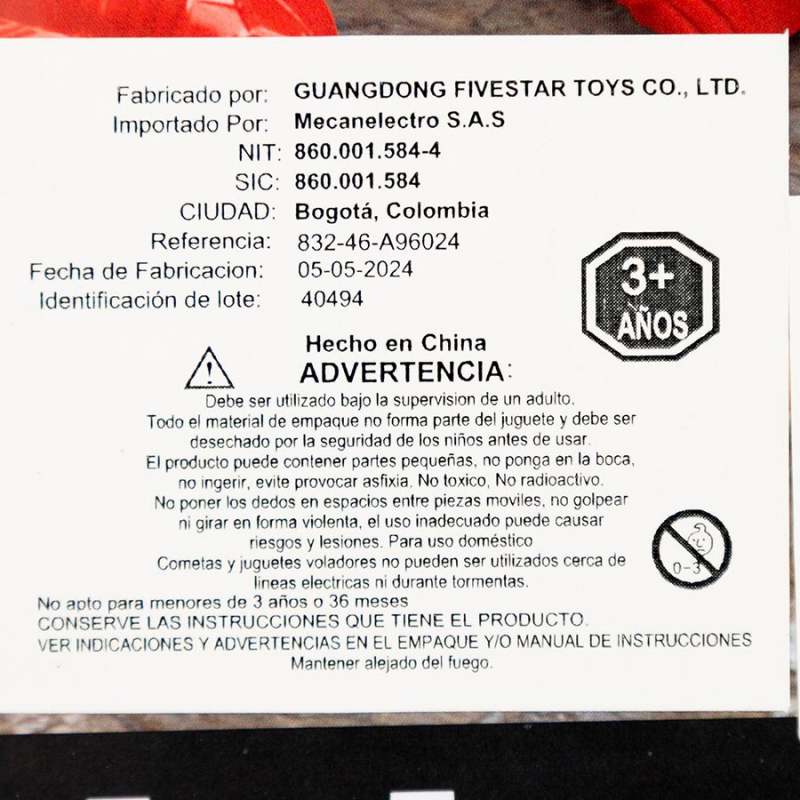 Fabricado por: GUANGDONG FIVESTAR TOYS CO., LTD.
Importado Por: Mecanelectro S.A.S
NIT: 860.001.584-4
SIC: 860.001.584
CIUDAD: Bogotá, Colombia
Referencia: 832-46-A96024
Fecha de Fabricacion: 05-05-2024
Identificación de lote: 40494
3+
AÑOS
Hecho en China
ADVERTENCIA:
Debe ser utilizado bajo la supervision de un adulto.
Todo el material de empaque no forma parte del juguete y debe ser
desechado por la seguridad de los niños antes de usar.
El producto puede contener partes pequeñas, no ponga en la boca,
no ingerir, evite provocar asfixia, No toxico, No radioactivo.
No poner los dedos en espacios entre piezas moviles, no golpear
ni girar en forma violenta, el uso inadecuado puede causar
riesgos y lesiones. Para uso doméstico
Cometas y juguetes voladores no pueden ser utilizados cerca de
lineas electricas ni durante tormentas.
0-3
No apto para menores de 3 años o 36 meses
CONSERVE LAS INSTRUCCIONES QUE TIENE EL PRODUCTO.
VER INDICACIONES Y ADVERTENCIAS EN EL EMPAQUE Y/O MANUAL DE INSTRUCCIONES
Mantener alejado del fuego.